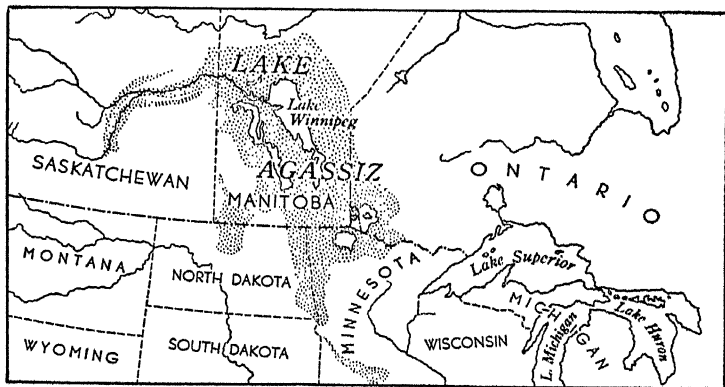 LAKE
Lake
Winnipeg
AGASSIZ
SASKATCHEWAN
MANITOBA
ONTARIO
MONTANA
NORTH DAKOTA
MINNESOTA
Lake Superior
MICHIGAN
Lake Huron
L. Michigan
WISCONSIN
SOUTH DAKOTA
WYOMING